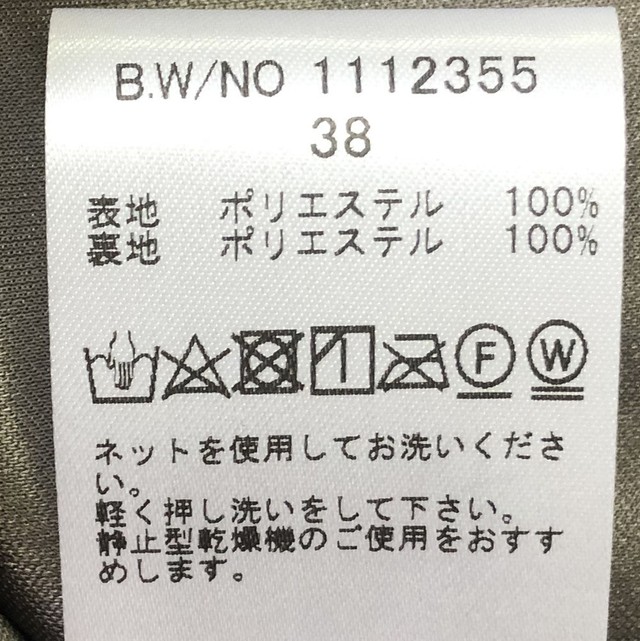 B.W/NO 1112355
38
表地 ポリエステル 100%
裏地 ポリエステル 100%
F W
ネットを使用してお洗いくださ
い。
軽く押し洗いをして下さい。
静止型乾燥機のご使用をおすす
めします。